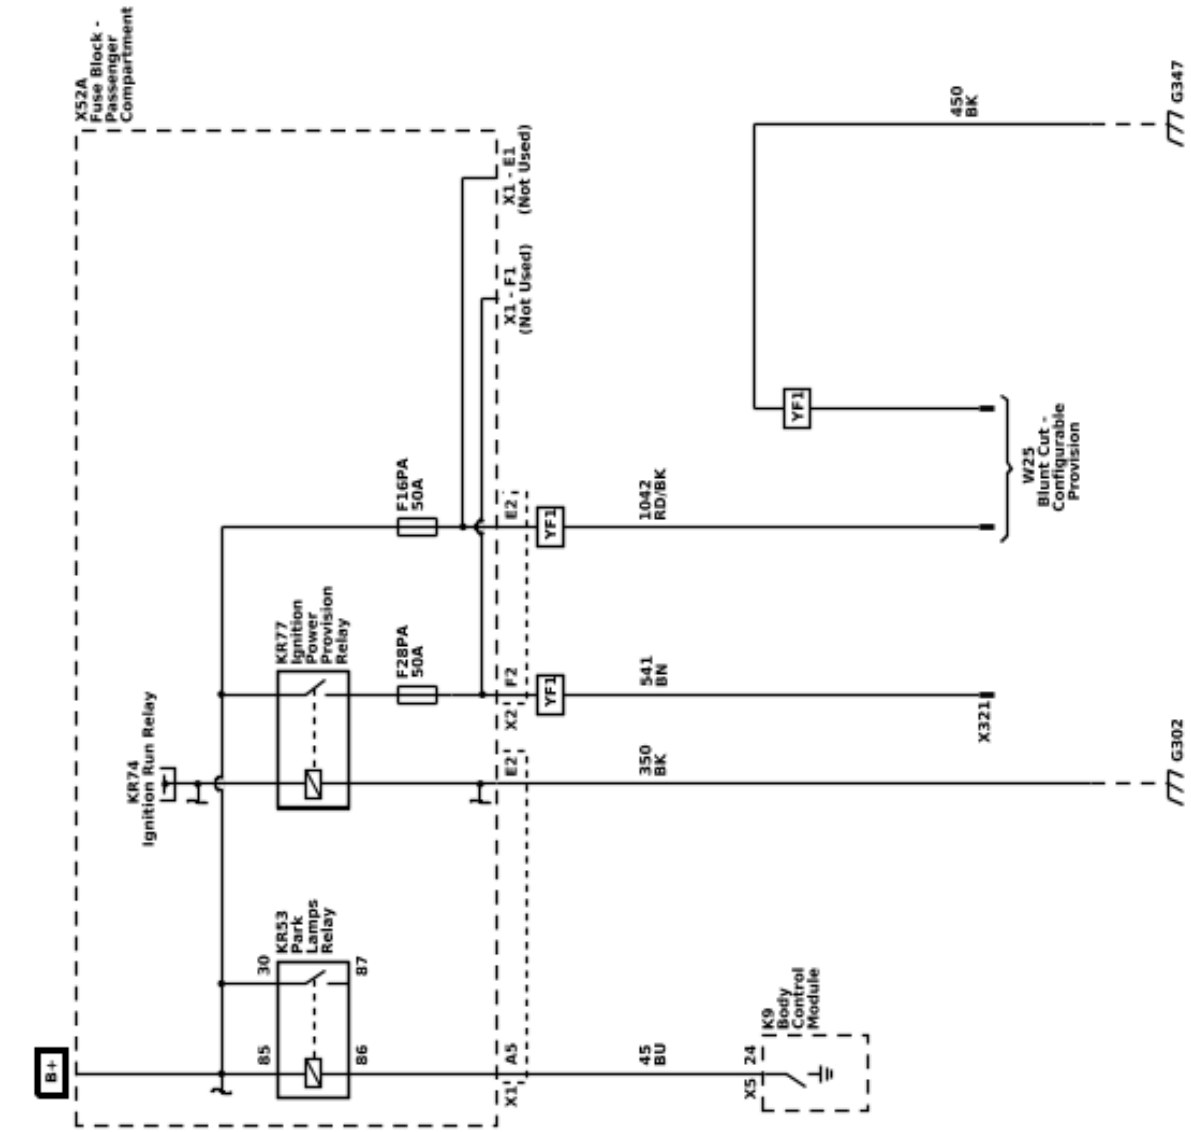 X52A
Fuse Block -
Passenger
Compartment
450
BK
G347
X1 - E1
(Not Used)
X1 - F1
(Not Used)
YF1
W25
Blunt Cut -
Configurable
Provision
F16PA
50A
E2
YF1
1042
RD/BK
KR77
Ignition
Power
Provision
Relay
F28PA
50A
F2
X2
YF1
541
BN
X321
KR74
Ignition Run Relay
E2
350
BK
G302
KR53
Park
Lamps
Relay
30
87
B+
85
86
A5
X1
45
BU
24
X5
K9
Body
Control
Module